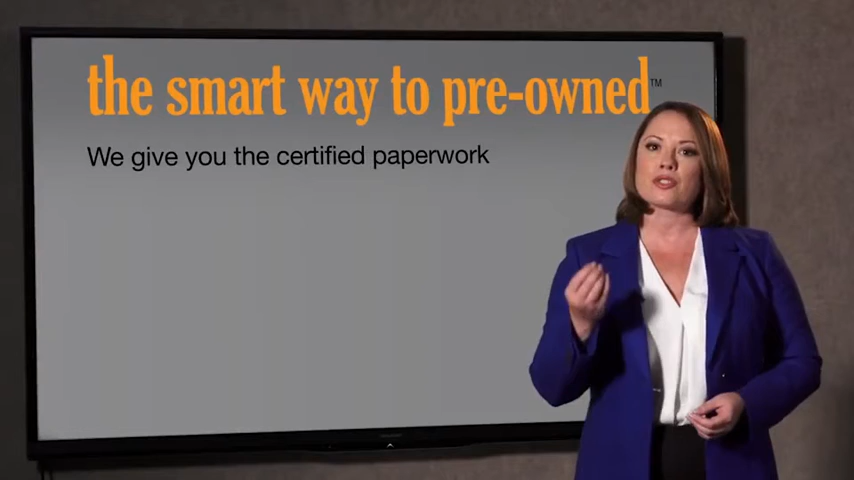 the smart way to pre-owned™
We give you the certified paperwork